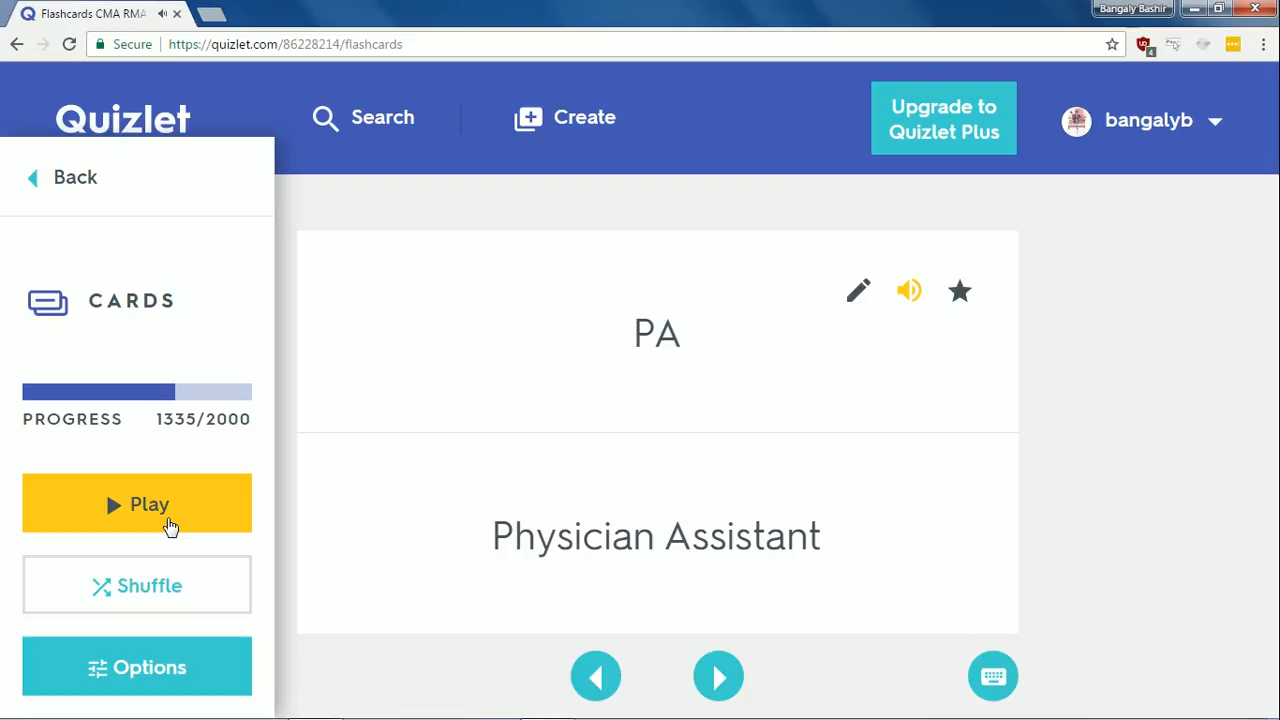 Flashcards CMA RMA
Bangaly Bashir
Secure
https://quizlet.com/86228214/flashcards
4
Quizlet
Search
Create
Upgrade to
Quizlet Plus
bangalyb
Back
CARDS
PROGRESS 1335/2000
Play
Shuffle
Options
PA
Physician Assistant